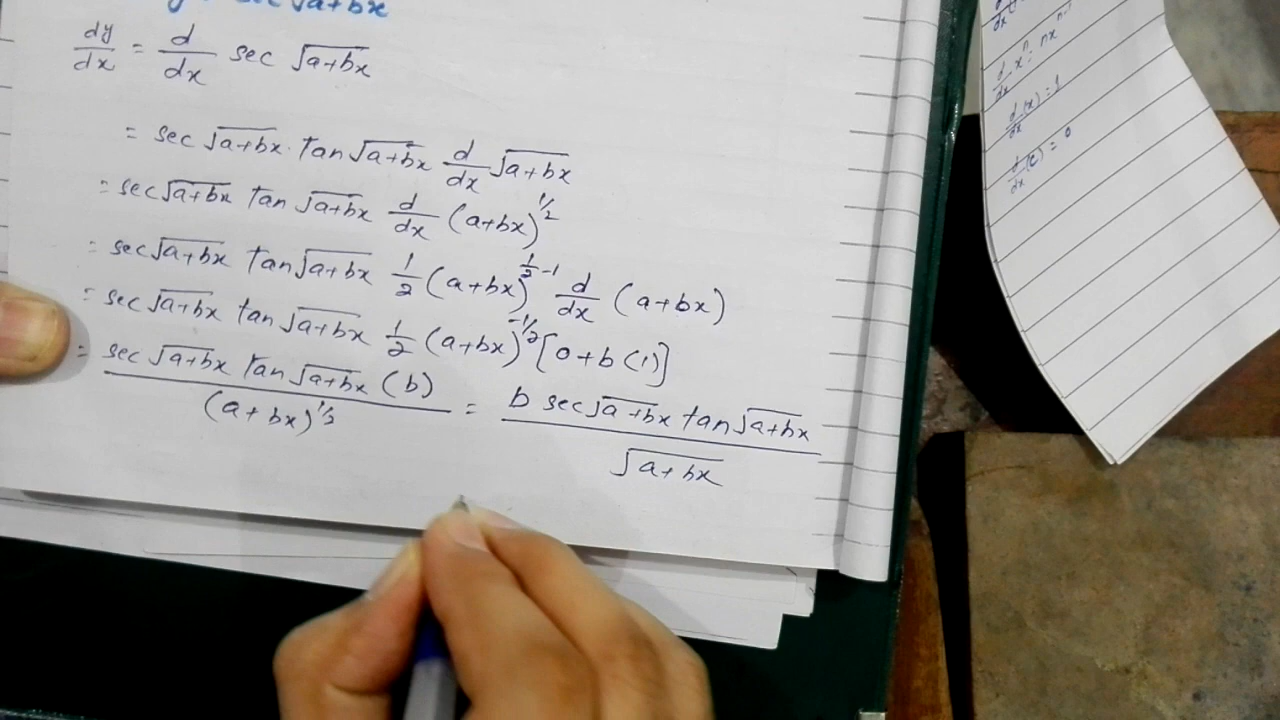 sec √a+bx
dy/dx = d/dx sec √a+bx
= sec √a+bx . tan √a+bx d/dx √a+bx
= sec √a+bx tan √a+bx d/dx (a+bx)^1/2
= sec √a+bx tan √a+bx 1/2 (a+bx)^1/2-1 d/dx (a+bx)
= sec √a+bx tan √a+bx 1/2 (a+bx)^-1/2 [0+b(1)]
= sec √a+bx tan √a+bx (b) / (a+bx)^1/2 = b sec √a+bx tan √a+bx / √a+bx
d/dx x^n = nx^n-1
d/dx (x) = 1
d/dx (c) = 0